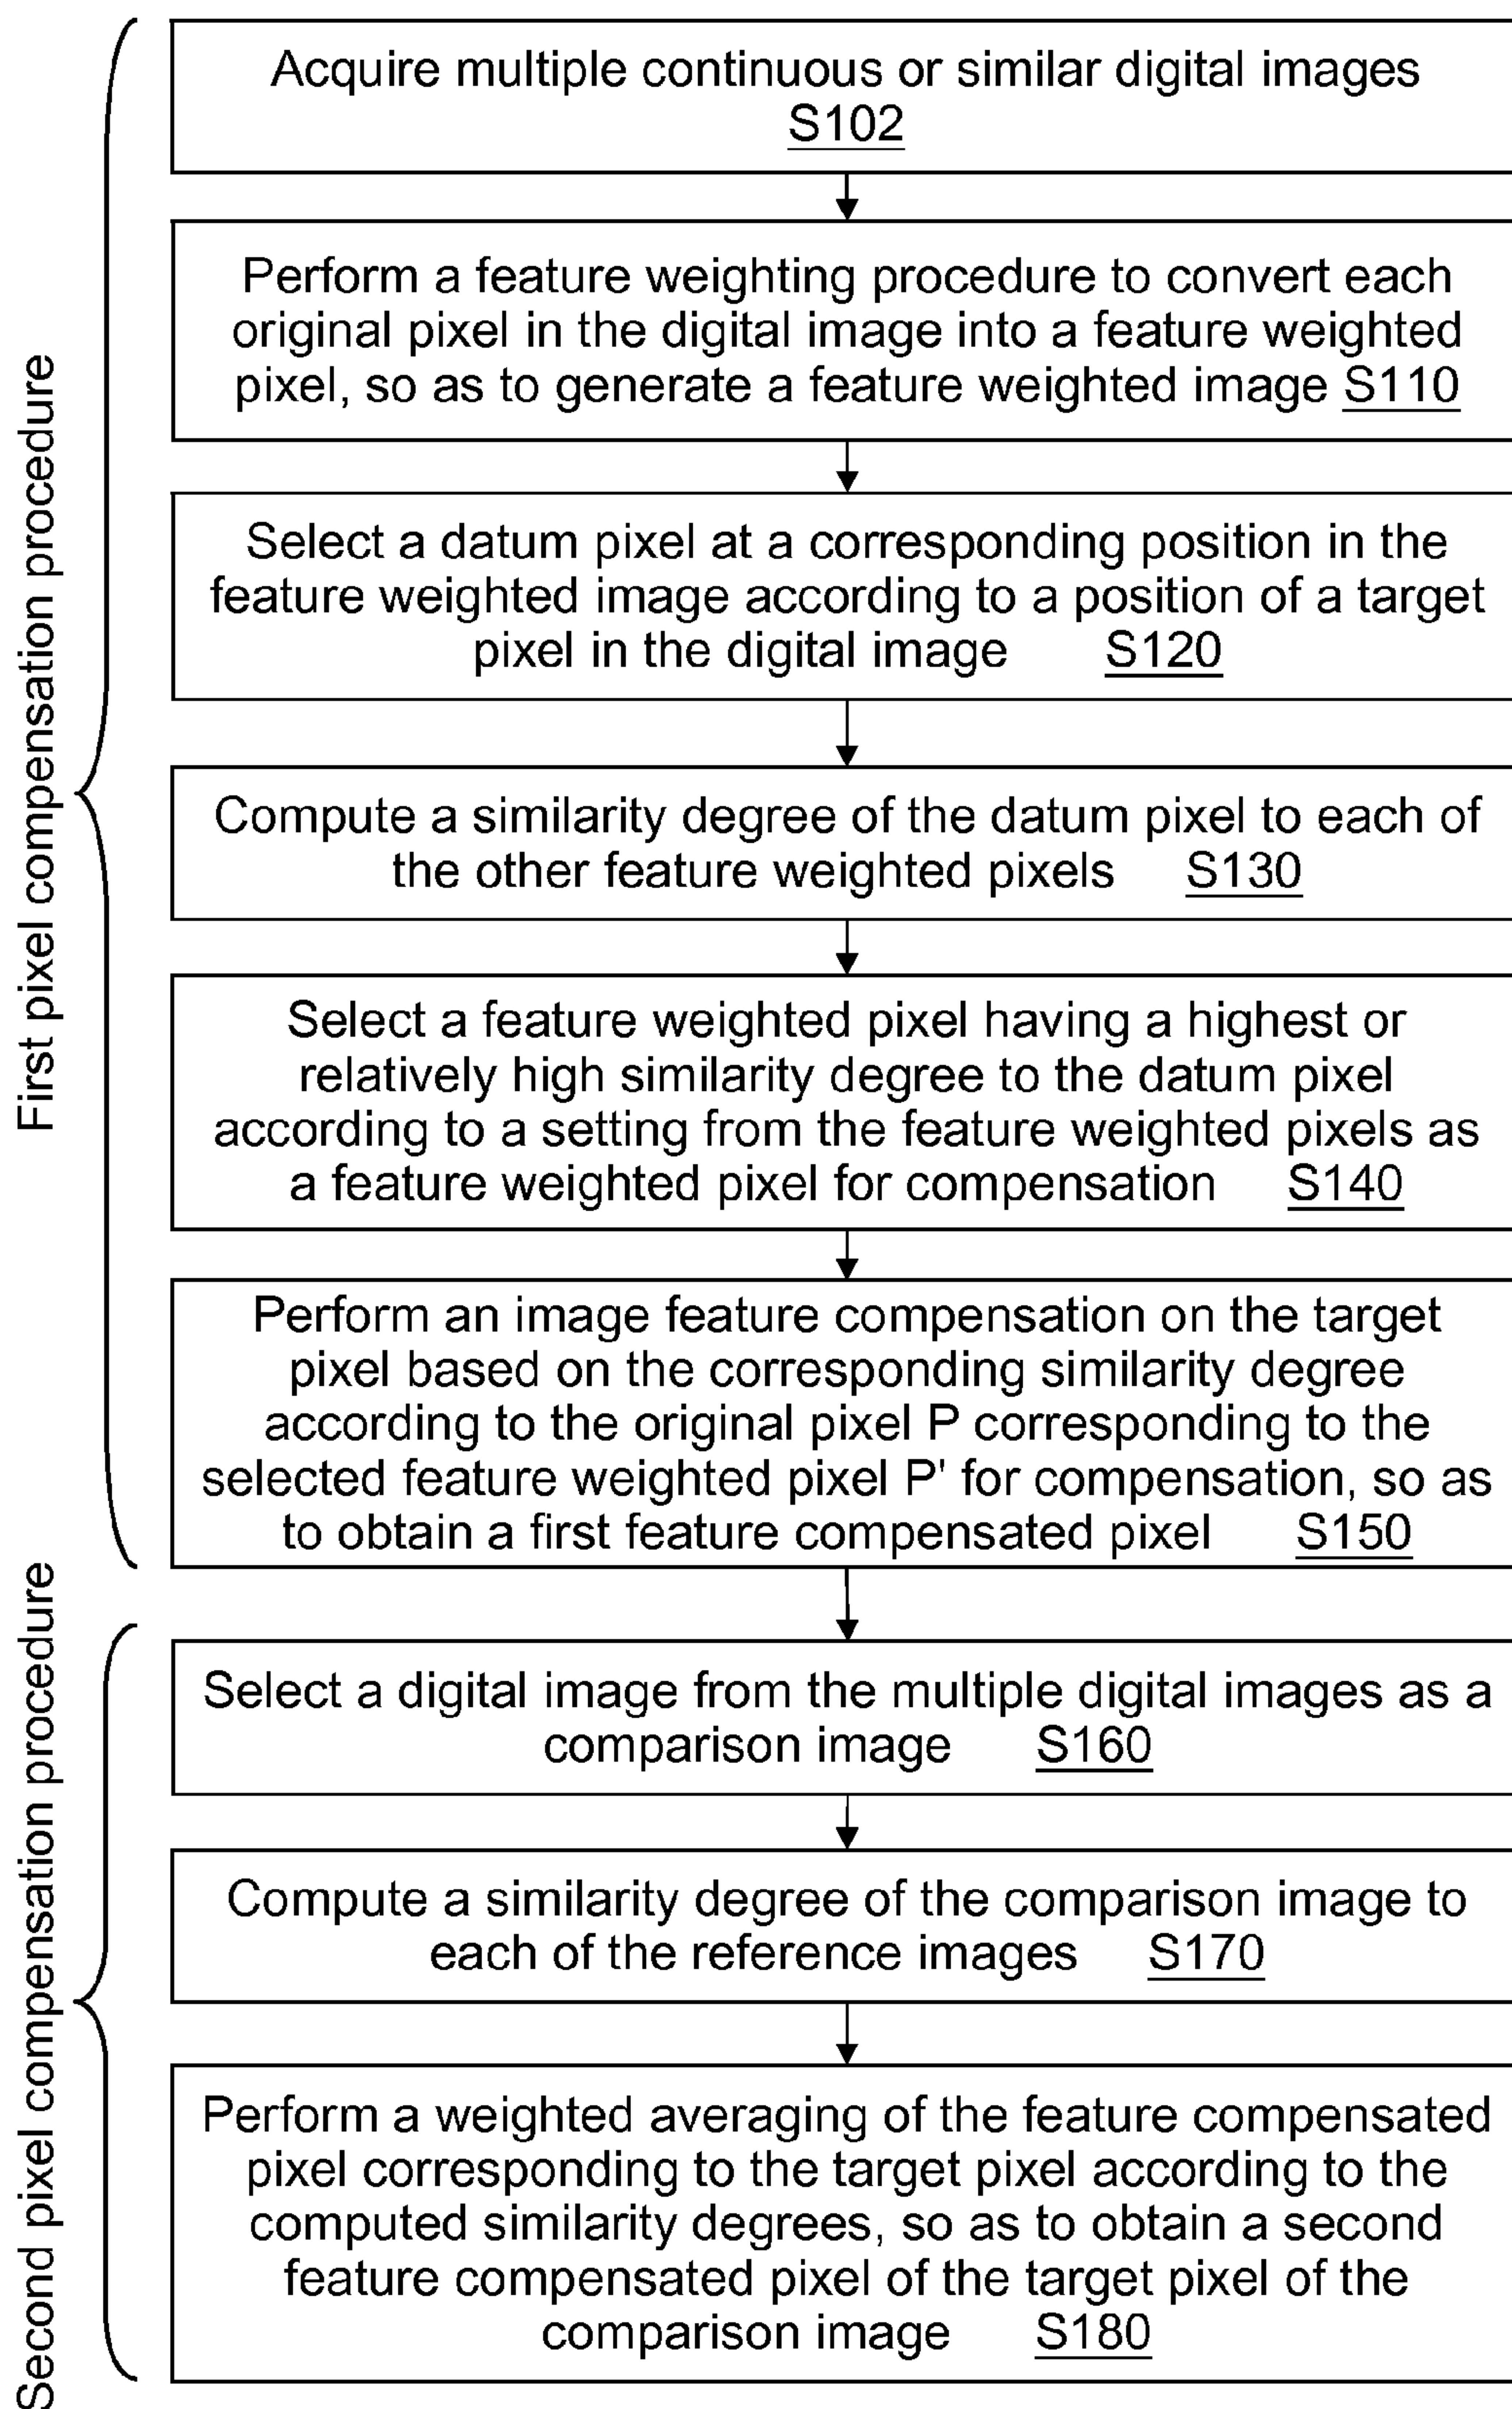 First pixel compensation procedure
Acquire multiple continuous or similar digital images
S102
Perform a feature weighting procedure to convert each
original pixel in the digital image into a feature weighted
pixel, so as to generate a feature weighted image S110
Select a datum pixel at a corresponding position in the
feature weighted image according to a position of a target
pixel in the digital image S120
Compute a similarity degree of the datum pixel to each of
the other feature weighted pixels S130
Select a feature weighted pixel having a highest or
relatively high similarity degree to the datum pixel
according to a setting from the feature weighted pixels as
a feature weighted pixel for compensation S140
Perform an image feature compensation on the target
pixel based on the corresponding similarity degree
according to the original pixel P corresponding to the
selected feature weighted pixel P' for compensation, so as
to obtain a first feature compensated pixel S150
Second pixel compensation procedure
Select a digital image from the multiple digital images as a
comparison image S160
Compute a similarity degree of the comparison image to
each of the reference images S170
Perform a weighted averaging of the feature compensated
pixel corresponding to the target pixel according to the
computed similarity degrees, so as to obtain a second
feature compensated pixel of the target pixel of the
comparison image S180